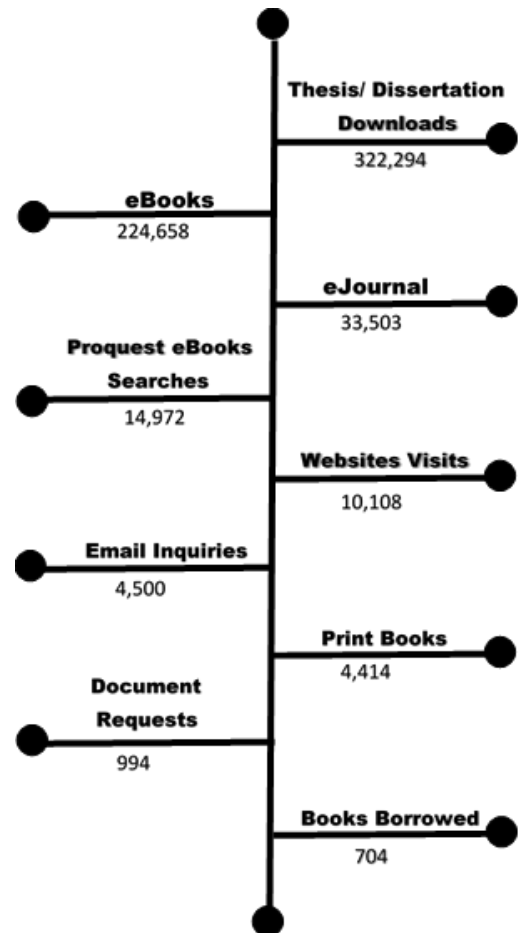 Thesis/ Dissertation
Downloads
322,294
eBooks
224,658
eJournal
33,503
Proquest eBooks
Searches
14,972
Websites Visits
10,108
Email Inquiries
4,500
Print Books
4,414
Document
Requests
994
Books Borrowed
704